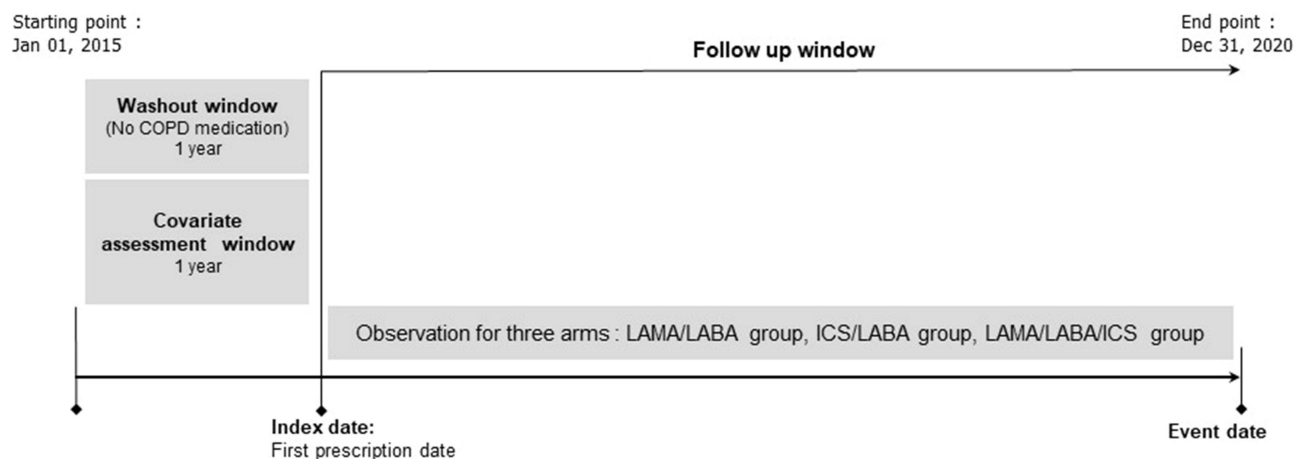 Starting point :
Jan 01, 2015
End point :
Dec 31, 2020
Follow up window
Washout window
(No COPD medication)
1 year
Covariate
assessment window
1 year
Observation for three arms : LAMA/LABA group, ICS/LABA group, LAMA/LABA/ICS group
Index date:
First prescription date
Event date